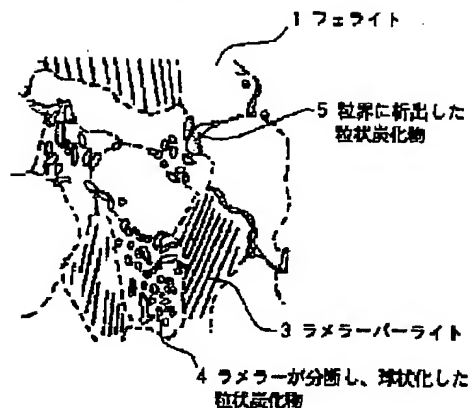 1 フェライト
5 粒界に析出した
粒状炭化物
3 ラメラーパーライト
4 ラメラーが分断し、球状化した
粒状炭化物